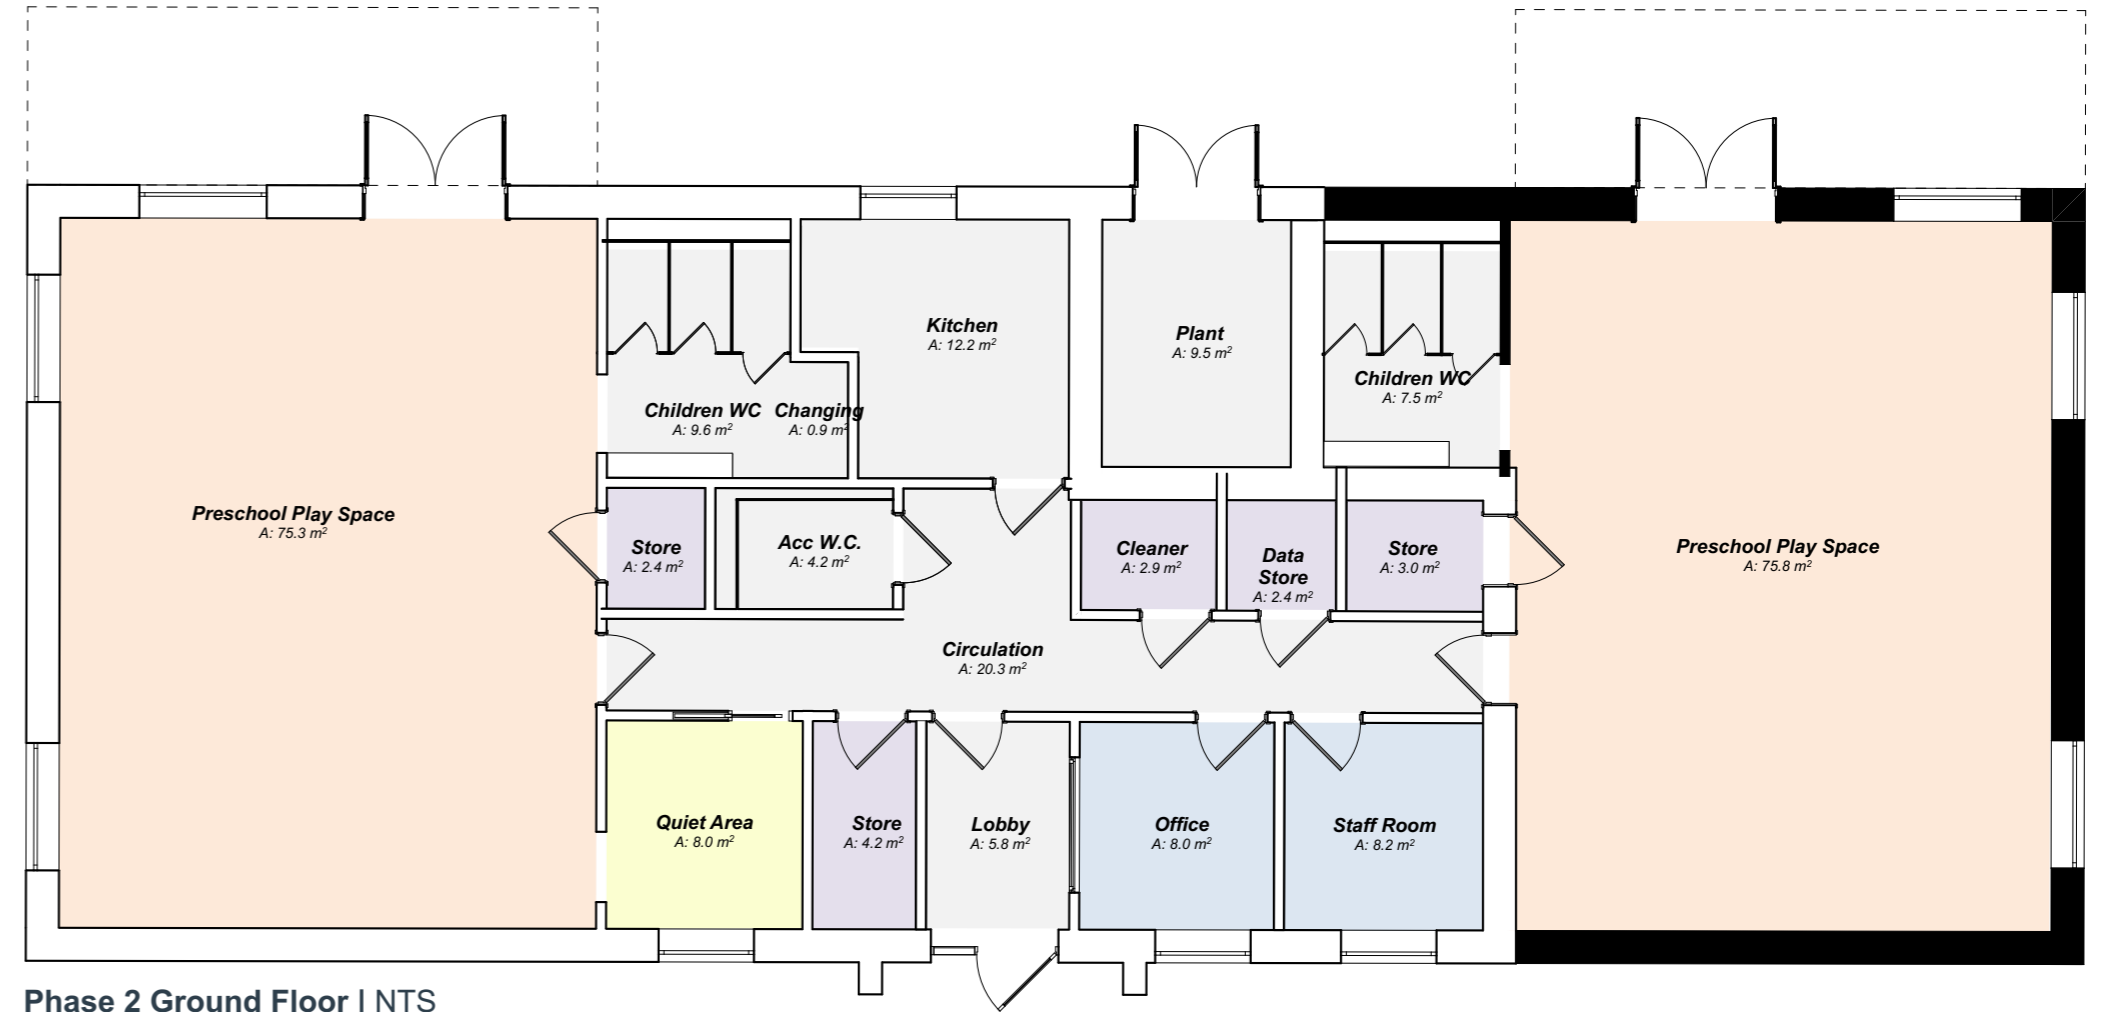 Kitchen
A: 12.2 m²
Plant
A: 9.5 m²
Children WC
A: 7.5 m²
Children WC
A: 9.6 m²
Changing
A: 0.9 m²
Preschool Play Space
A: 75.3 m²
Store
A: 2.4 m²
Acc W.C.
A: 4.2 m²
Cleaner
A: 2.9 m²
Data
Store
A: 2.4 m²
Store
A: 3.0 m²
Preschool Play Space
A: 75.8 m²
Circulation
A: 20.3 m²
Quiet Area
A: 8.0 m²
Store
A: 4.2 m²
Lobby
A: 5.8 m²
Office
A: 8.0 m²
Staff Room
A: 8.2 m²
Phase 2 Ground Floor | NTS